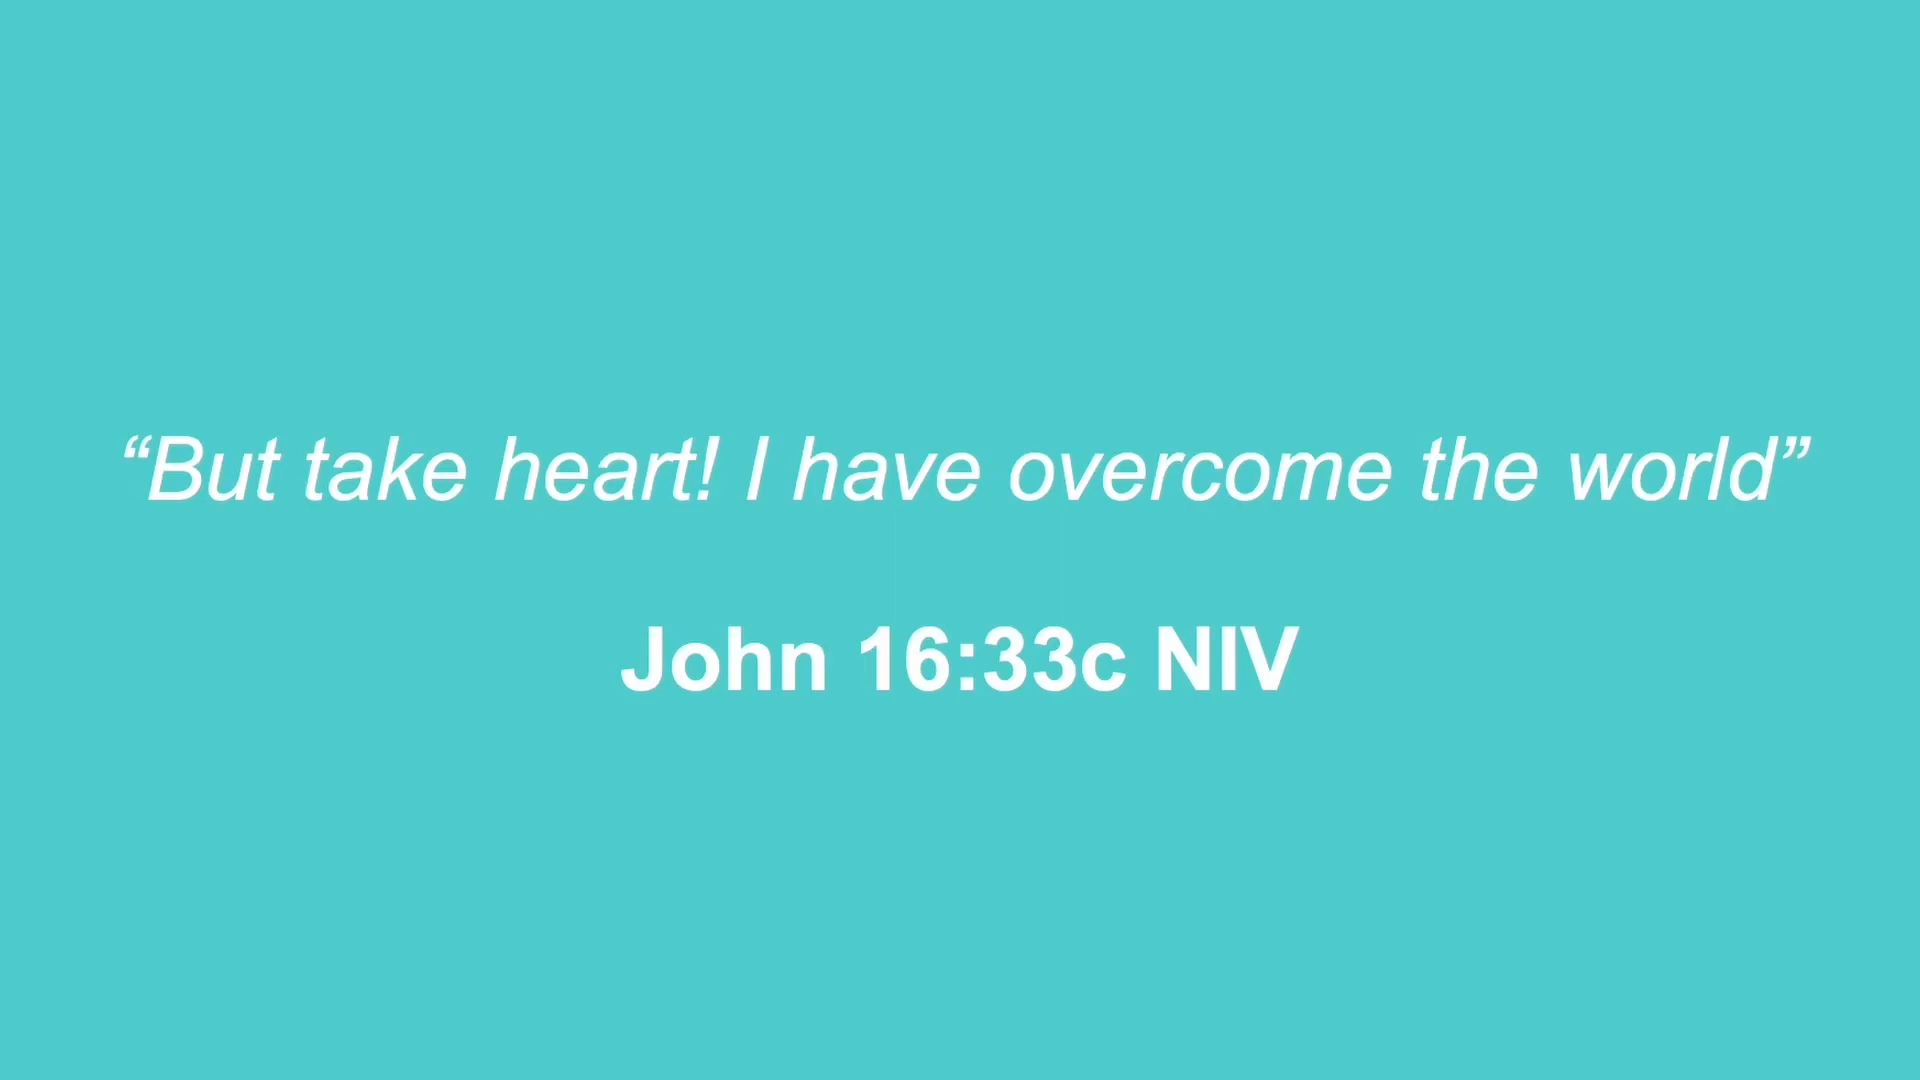 “But take heart! I have overcome the world”
John 16:33c NIV